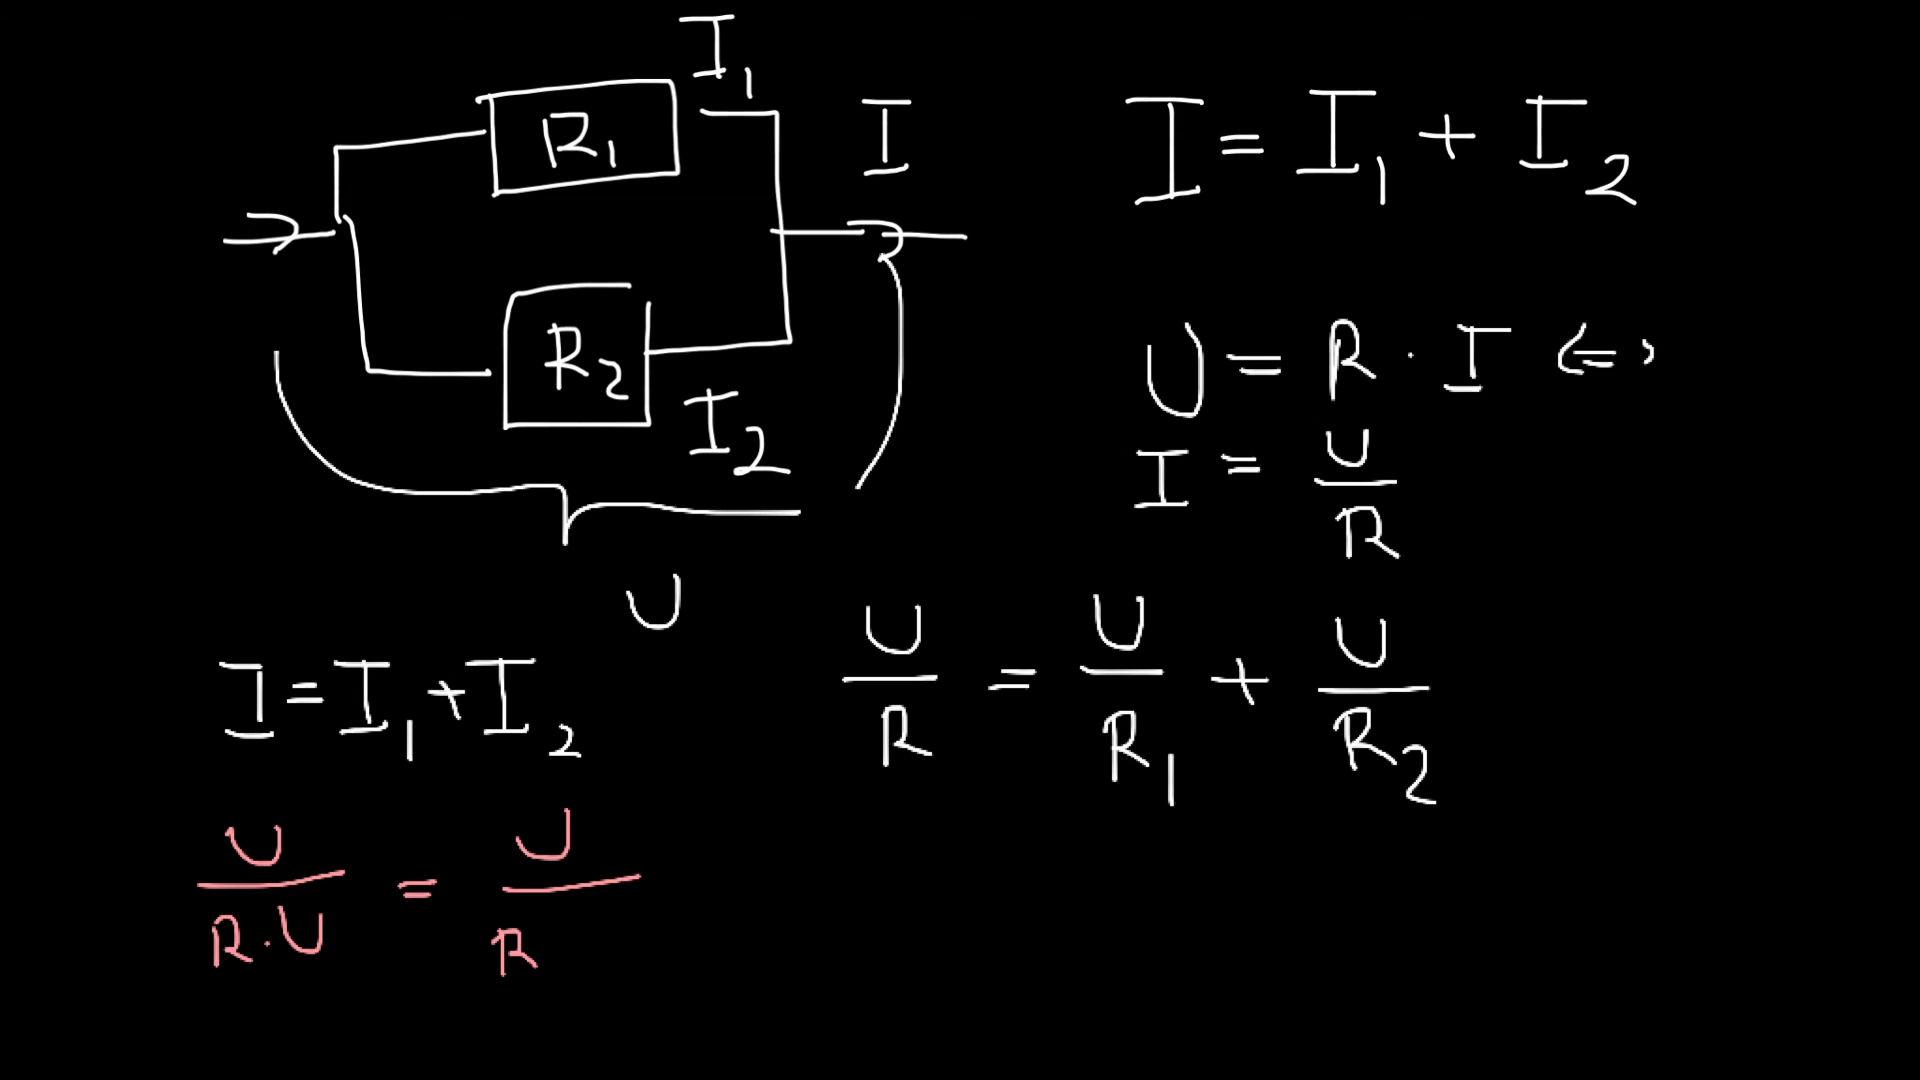 I₁
R₁
I
R₂
I₂
U
I = I₁ + I₂
U = R · I <=>
I = U/R
I = I₁ + I₂
U/R = U/R₁ + U/R₂
U/(R·U) = U/R